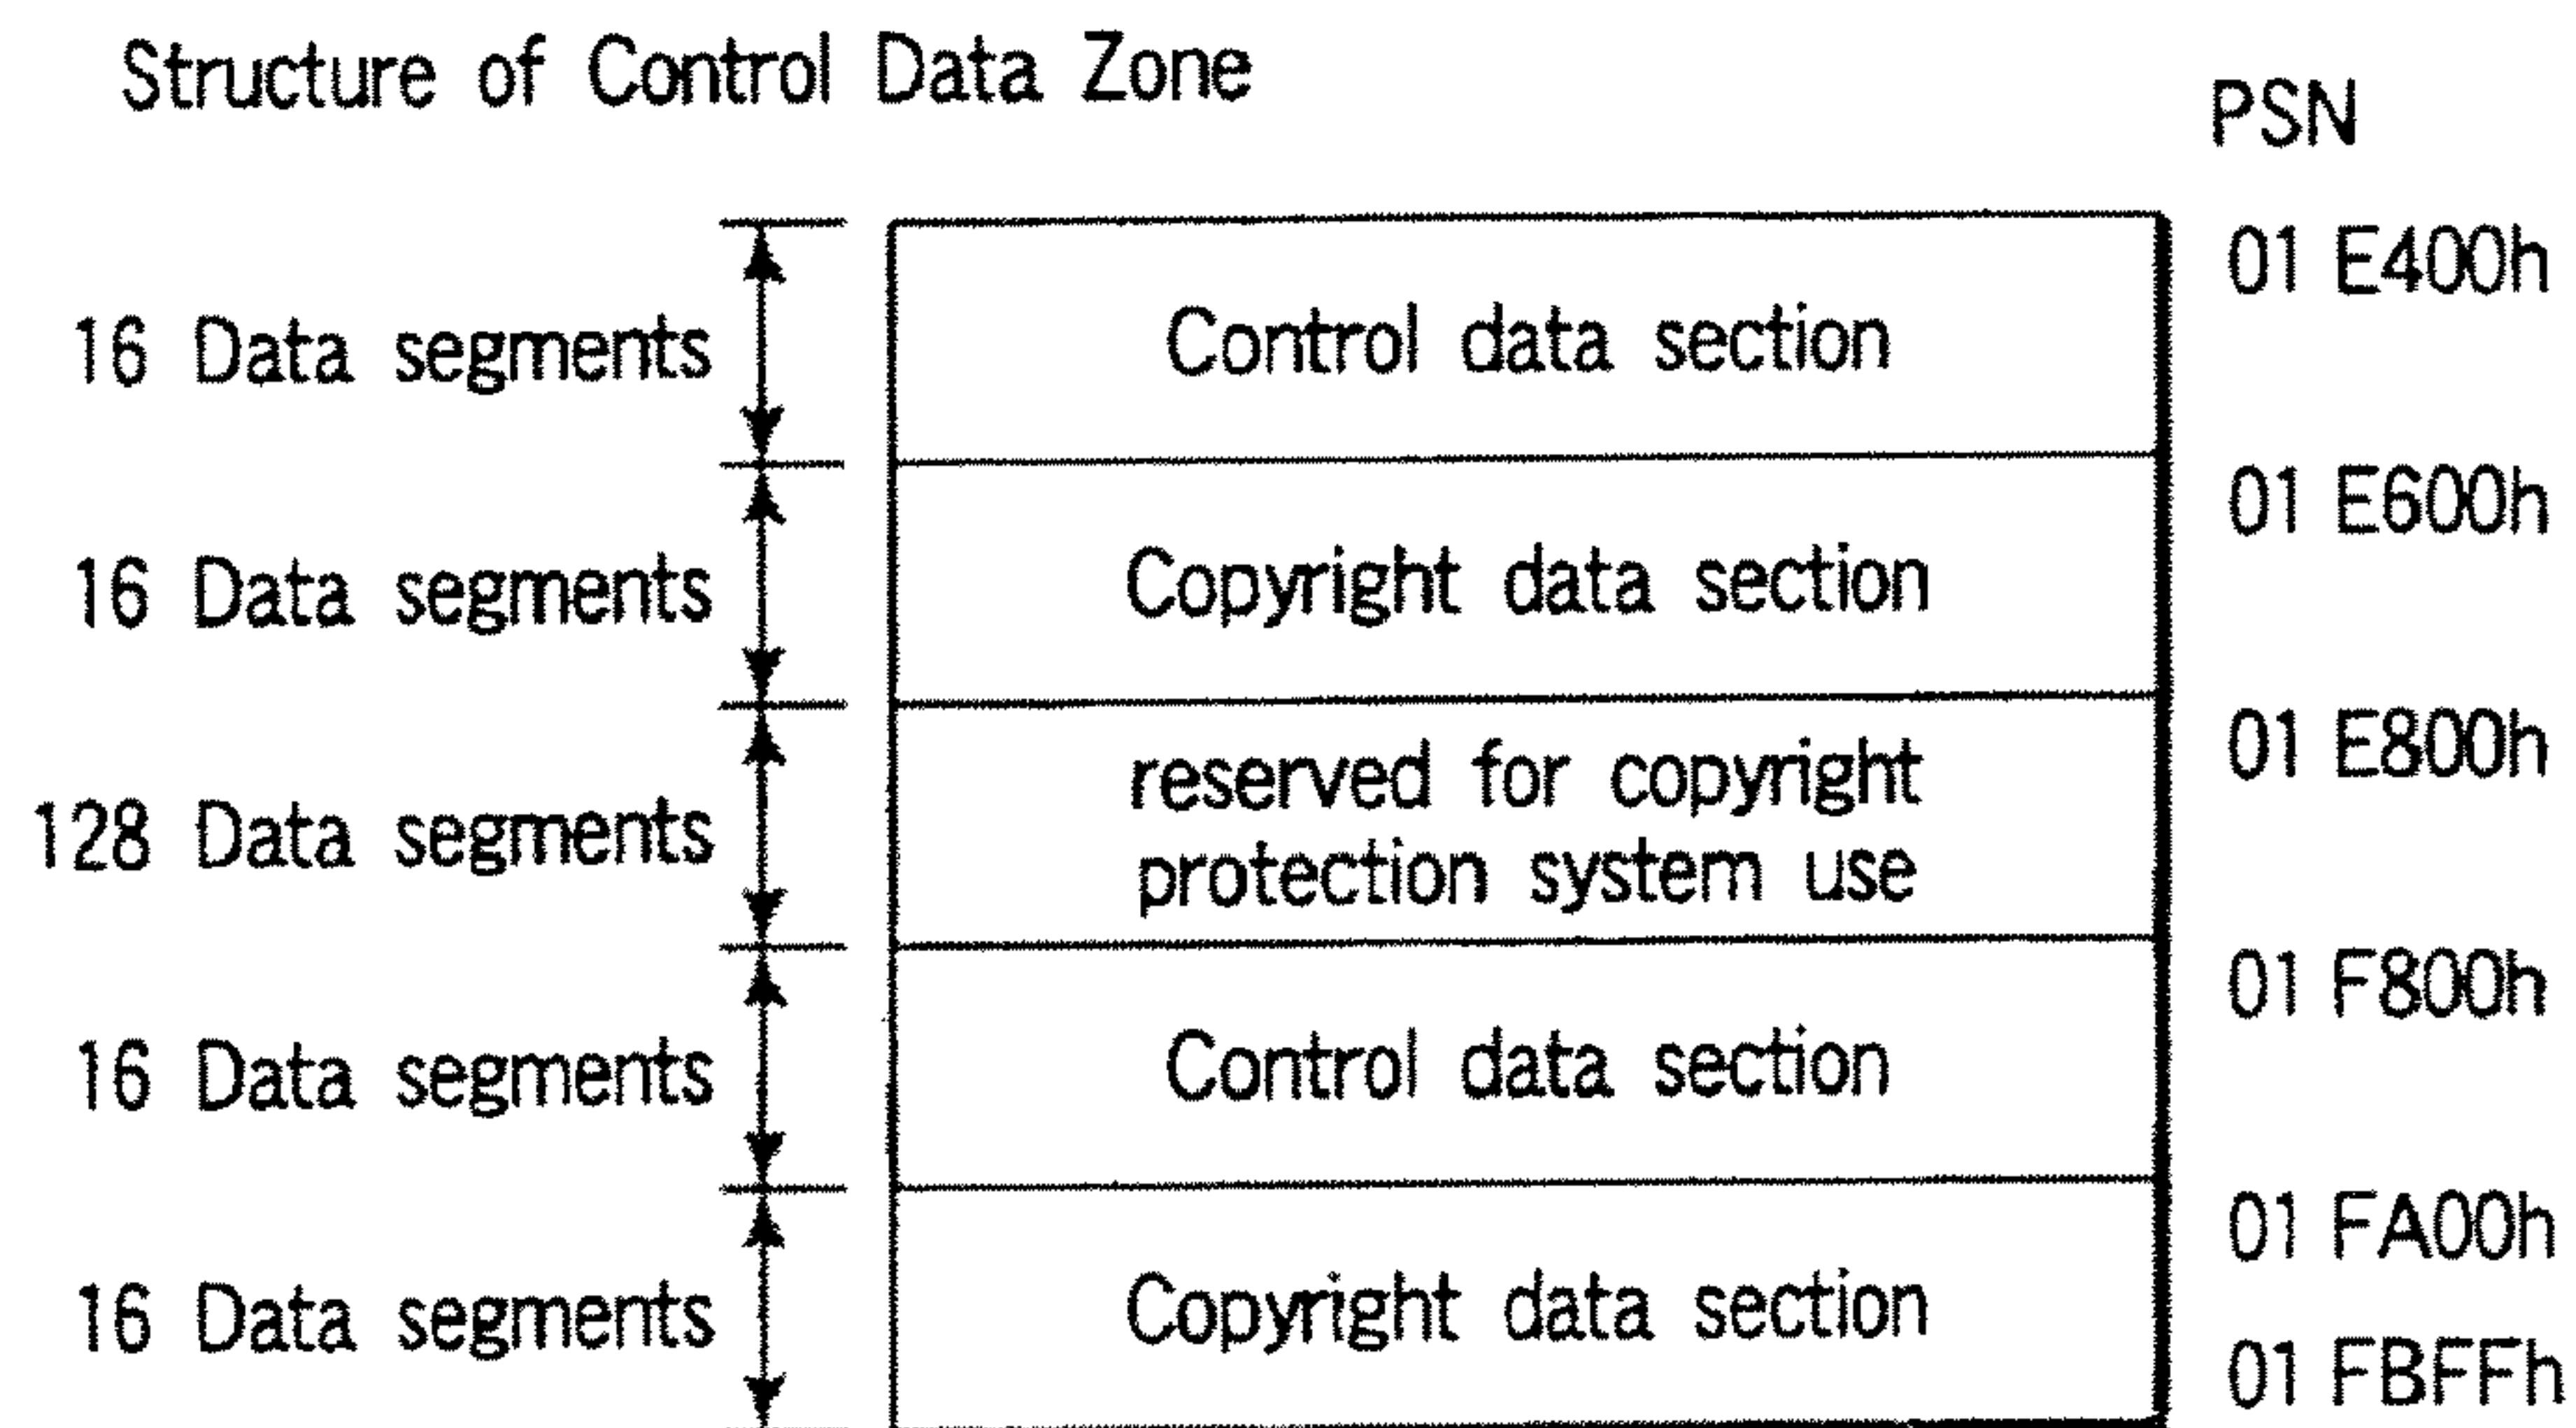 Structure of Control Data Zone
PSN
01 E400h
16 Data segments
Control data section
01 E600h
16 Data segments
Copyright data section
01 E800h
128 Data segments
reserved for copyright
protection system use
01 F800h
16 Data segments
Control data section
01 FA00h
16 Data segments
Copyright data section
01 FBFFh